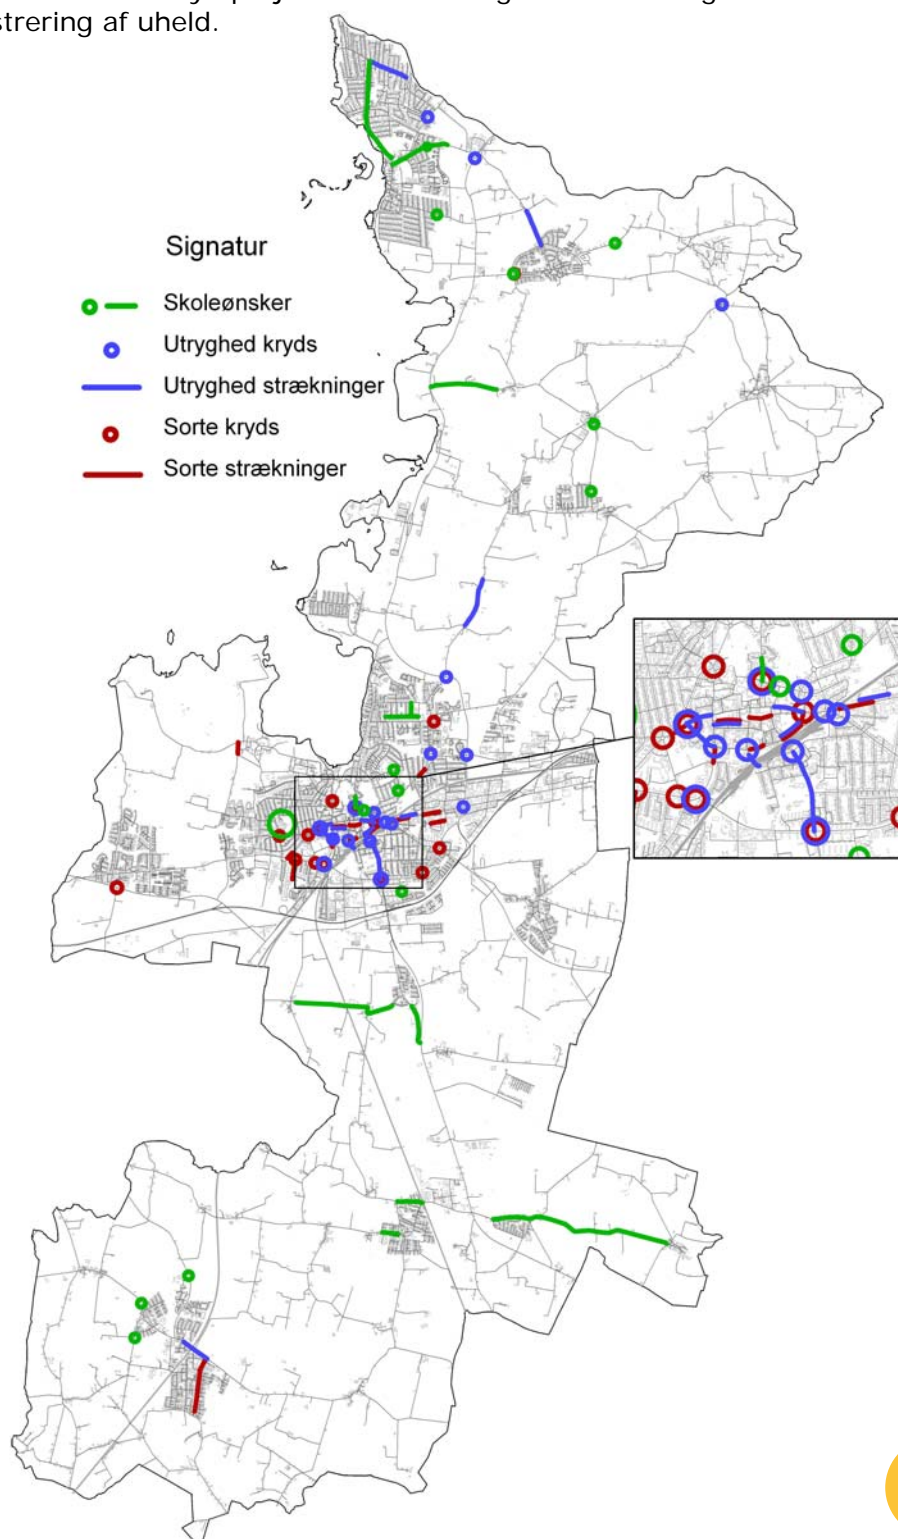 strering af uheld.
Signatur
Skoleønsker
Utryghed kryds
Utryghed strækninger
Sorte kryds
Sorte strækninger